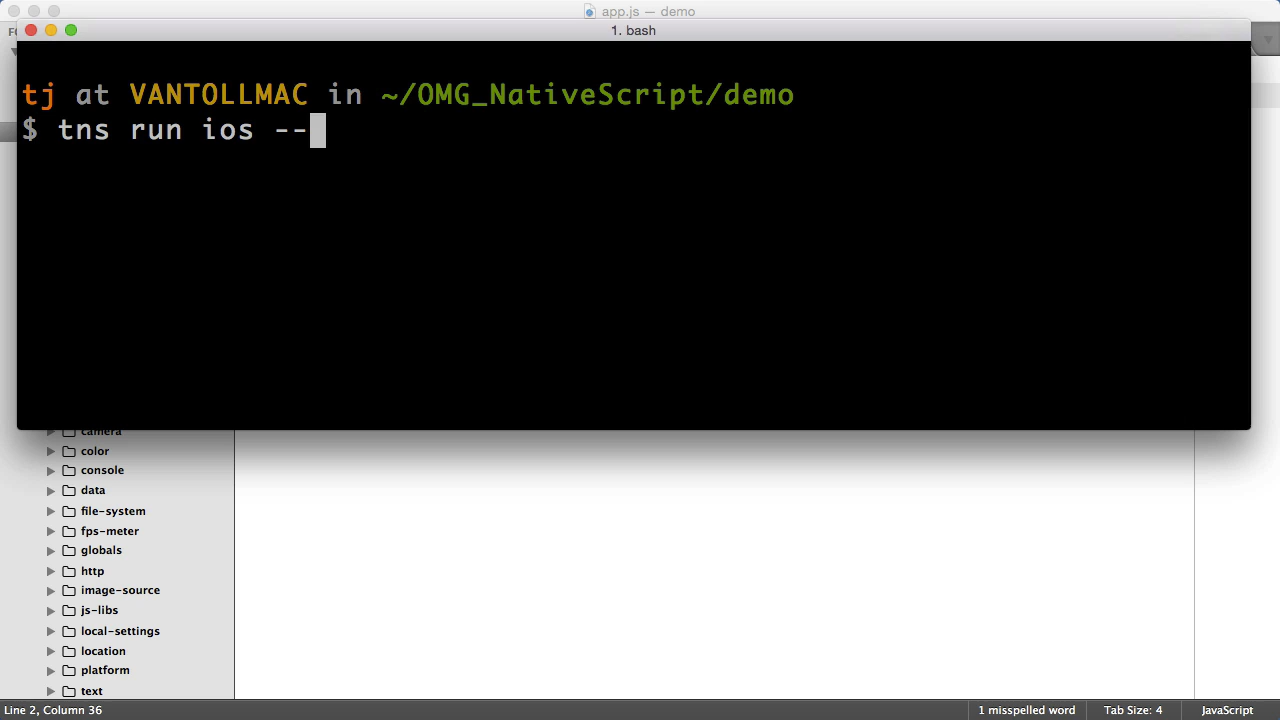 app.js — demo
FO
1. bash
tj at VANTOLLMAC in ~/OMG_NativeScript/demo
$ tns run ios --
camera
color
console
data
file-system
fps-meter
globals
http
image-source
js-libs
local-settings
location
platform
text
Line 2, Column 36
1 misspelled word
Tab Size: 4
JavaScript